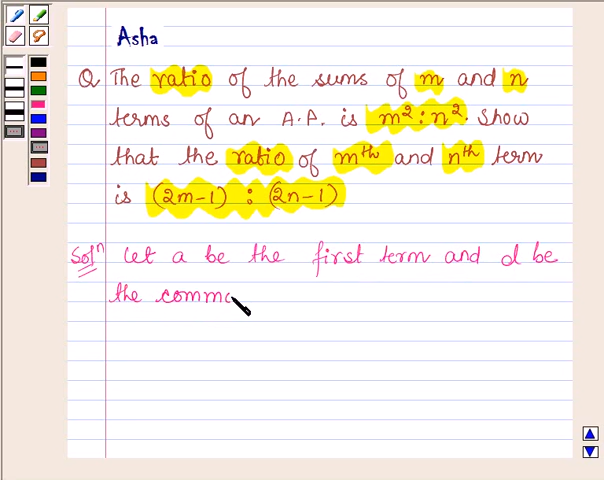 Asha
Q The ratio of the sums of m and n
terms of an A.P. is m²:n². Show
that the ratio of mth and nth term
is (2m-1) : (2n-1)
Solⁿ Let a be the first term and d be
the commo